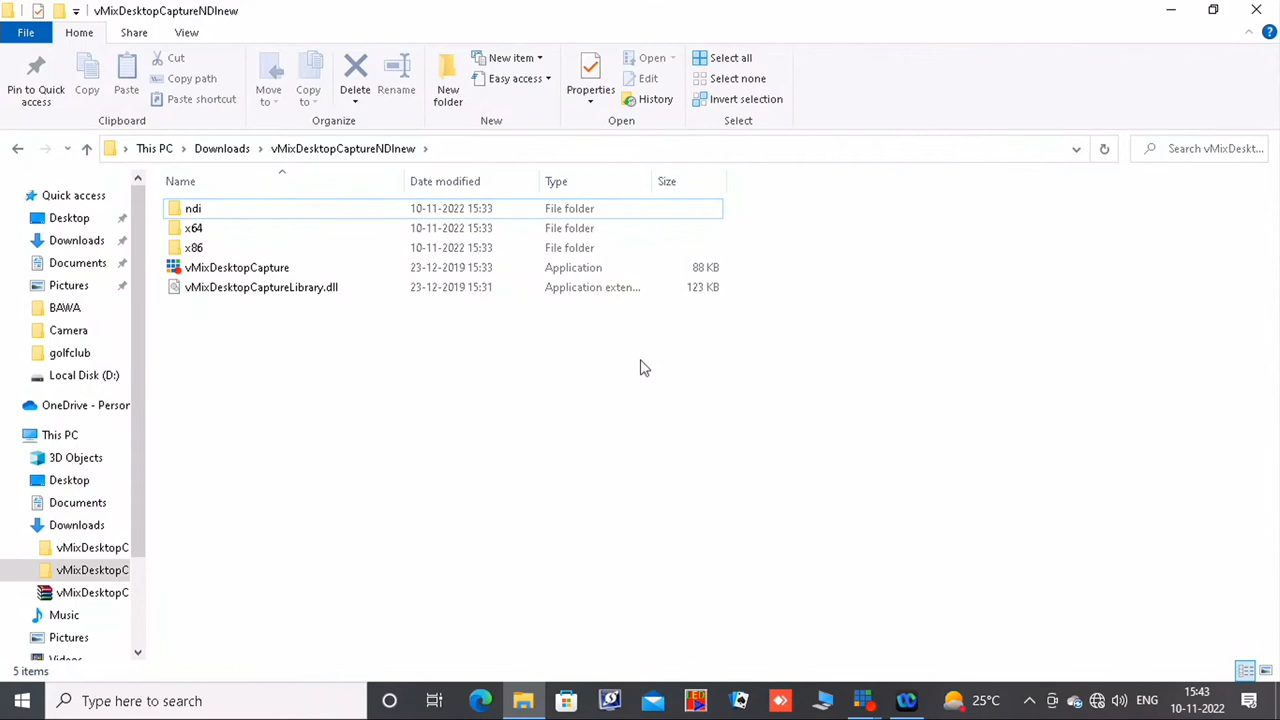 vMixDesktopCaptureNDInew
File Home Share View
Pin to Quick access
Copy
Paste
Cut
Copy path
Paste shortcut
Clipboard
Move to
Copy to
Delete
Rename
Organize
New folder
New item
Easy access
New
Properties
Open
Edit
History
Open
Select all
Select none
Invert selection
Select
This PC Downloads vMixDesktopCaptureNDInew
Search vMixDeskt...
Name Date modified Type Size
ndi 10-11-2022 15:33 File folder
x64 10-11-2022 15:33 File folder
x86 10-11-2022 15:33 File folder
vMixDesktopCapture 23-12-2019 15:33 Application 88 KB
vMixDesktopCaptureLibrary.dll 23-12-2019 15:31 Application exten... 123 KB
Quick access
Desktop
Downloads
Documents
Pictures
BAWA
Camera
golfclub
Local Disk (D:)
OneDrive - Person
This PC
3D Objects
Desktop
Documents
Downloads
vMixDesktopC
vMixDesktopC
vMixDesktopC
Music
Pictures
Videos
5 items
Type here to search
LED
25°C
ENG
15:43
10-11-2022